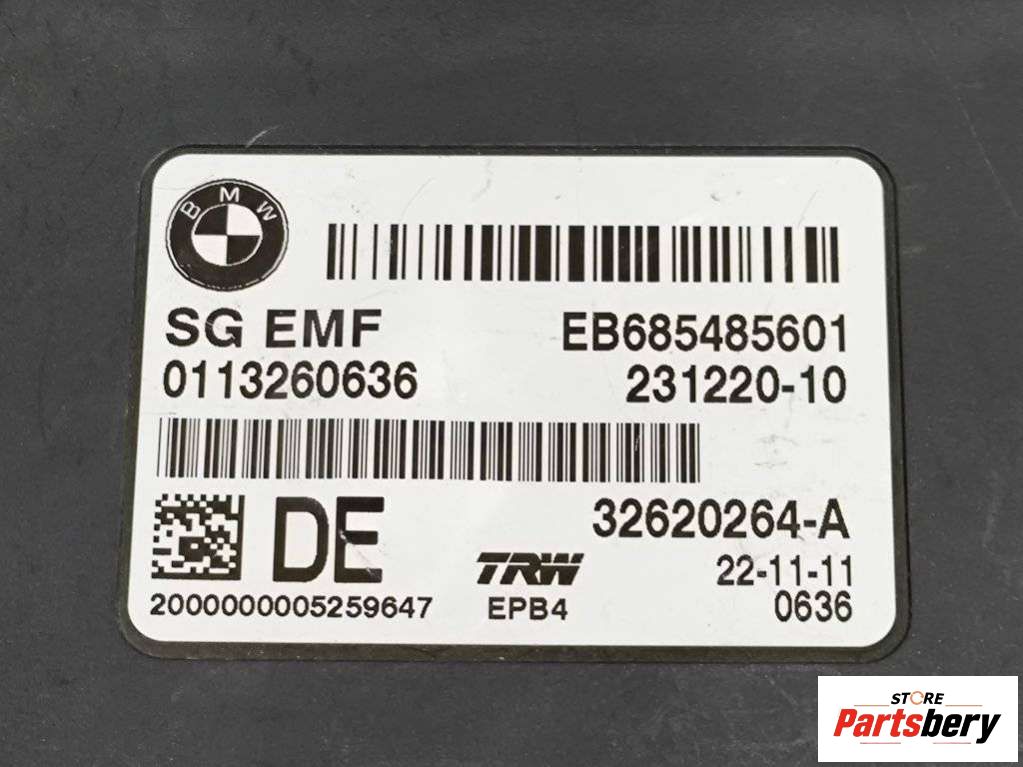 BMW
SG EMF
EB685485601
0113260636
231220-10
DE
32620264-A
TRW
22-11-11
2000000005259647
EPB4
0636
STORE
Partsbery